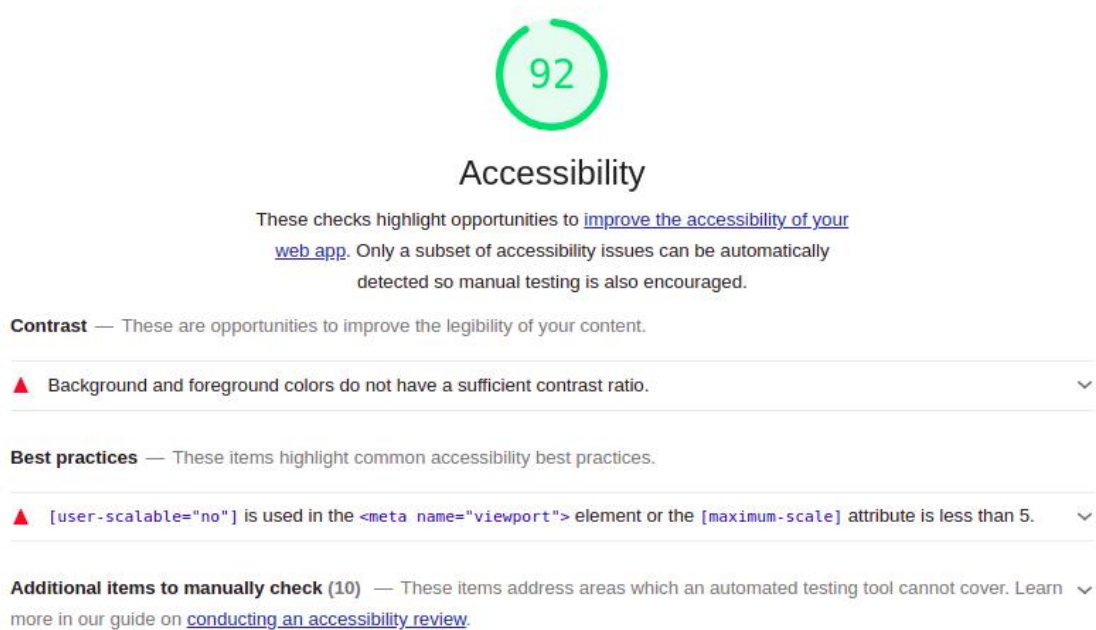 92
Accessibility
These checks highlight opportunities to improve the accessibility of your
web app. Only a subset of accessibility issues can be automatically
detected so manual testing is also encouraged.
Contrast — These are opportunities to improve the legibility of your content.
Background and foreground colors do not have a sufficient contrast ratio.
Best practices — These items highlight common accessibility best practices.
[user-scalable="no"] is used in the <meta name="viewport"> element or the [maximum-scale] attribute is less than 5.
Additional items to manually check (10) — These items address areas which an automated testing tool cannot cover. Learn
more in our guide on conducting an accessibility review.